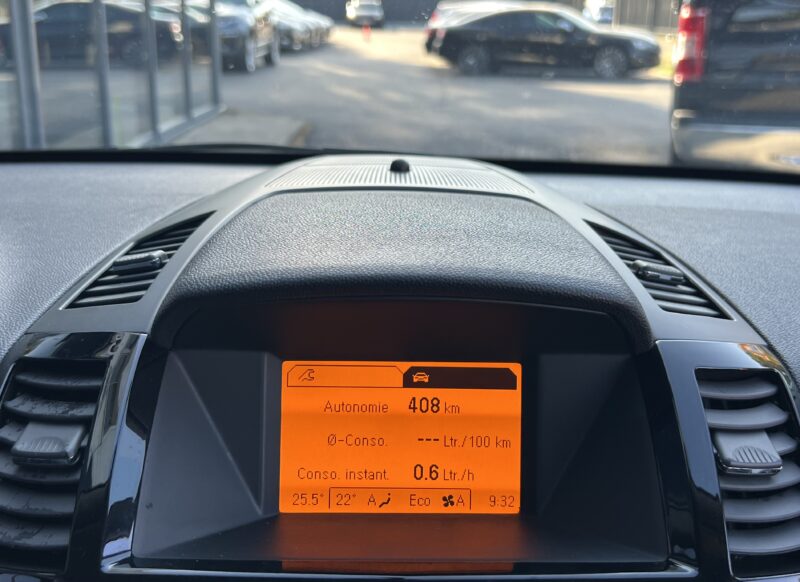 Autonomie 408 km
Ø-Conso. --- Ltr./100 km
Conso. instant. 0.6 Ltr./h
25.5° 22° A Eco A 9:32